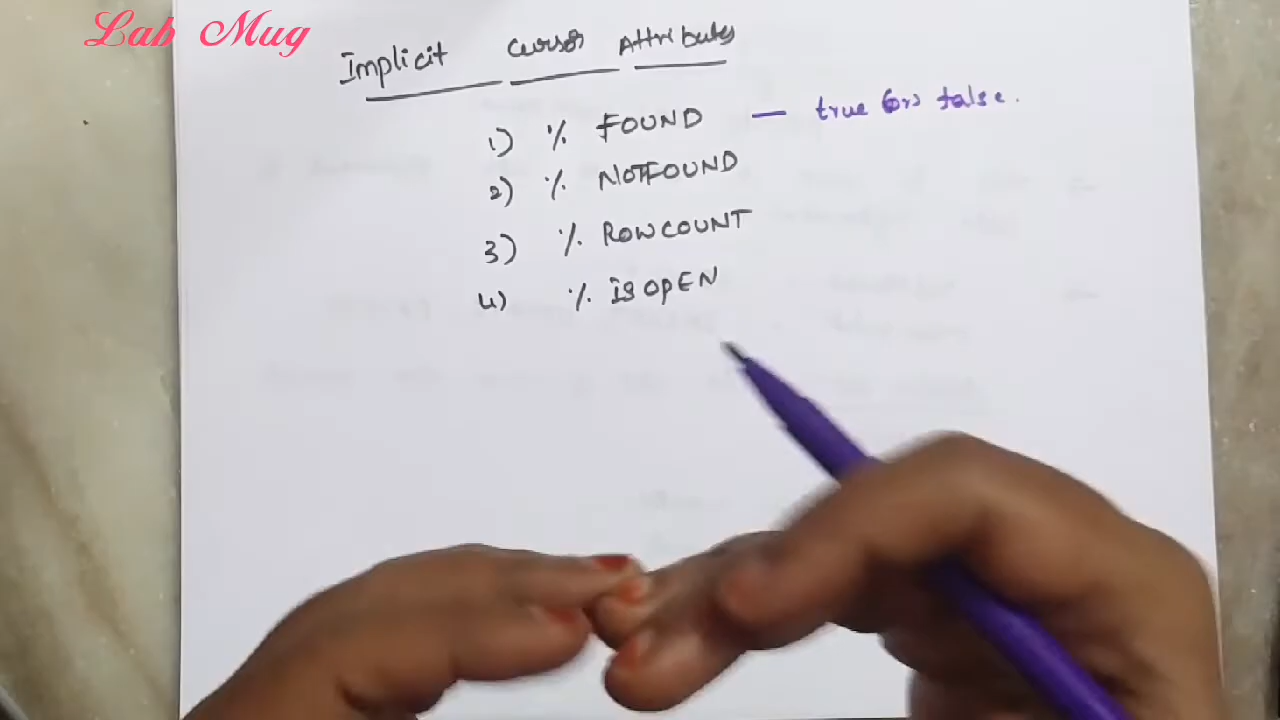 Lab Mug
Implicit Cursor Attributes
1) % FOUND — true (or) false.
2) % NOTFOUND
3) % ROWCOUNT
4) % ISOPEN